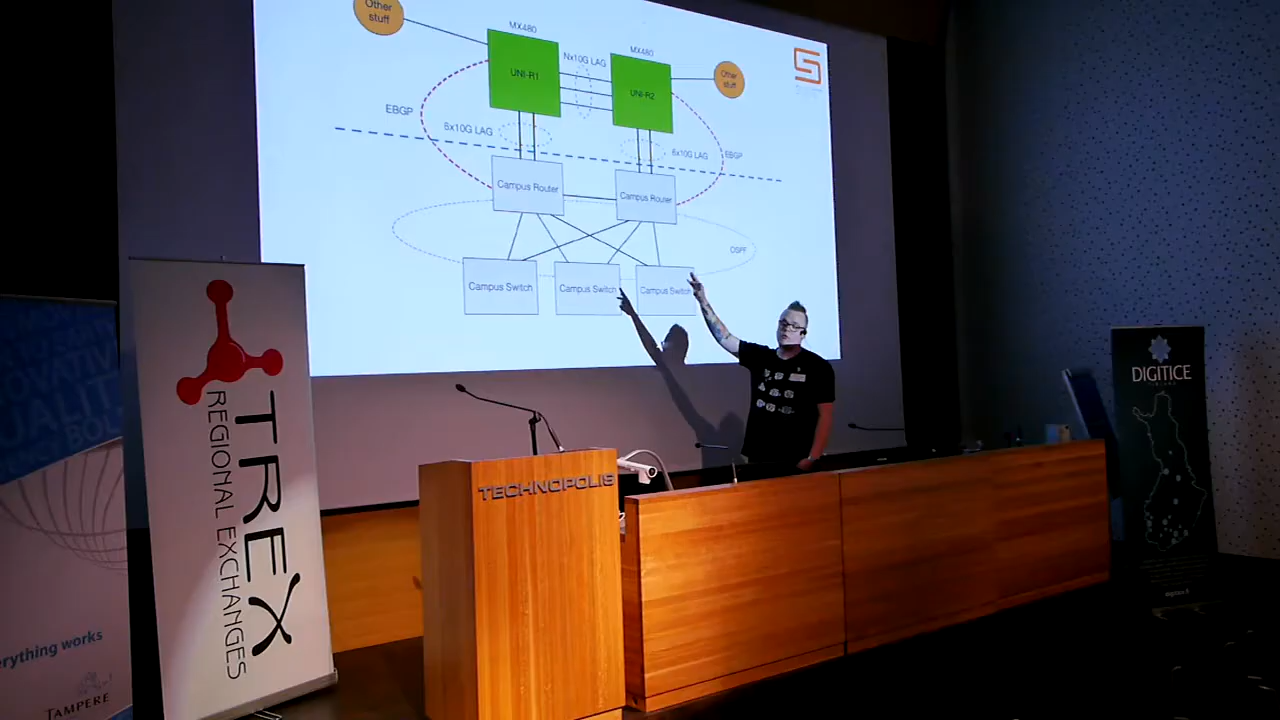 Other
stuff
MX480
UNI-R1
Nx10G LAG
MX480
UNI-R2
Other
stuff
EBGP
6x10G LAG
6x10G LAG
EBGP
Campus Router
Campus Router
OSPF
Campus Switch
Campus Switch
Campus Switch
TREX
REGIONAL EXCHANGES
TECHNOPOLIS
DIGITICE
FINLAND
erything works
TAMPERE